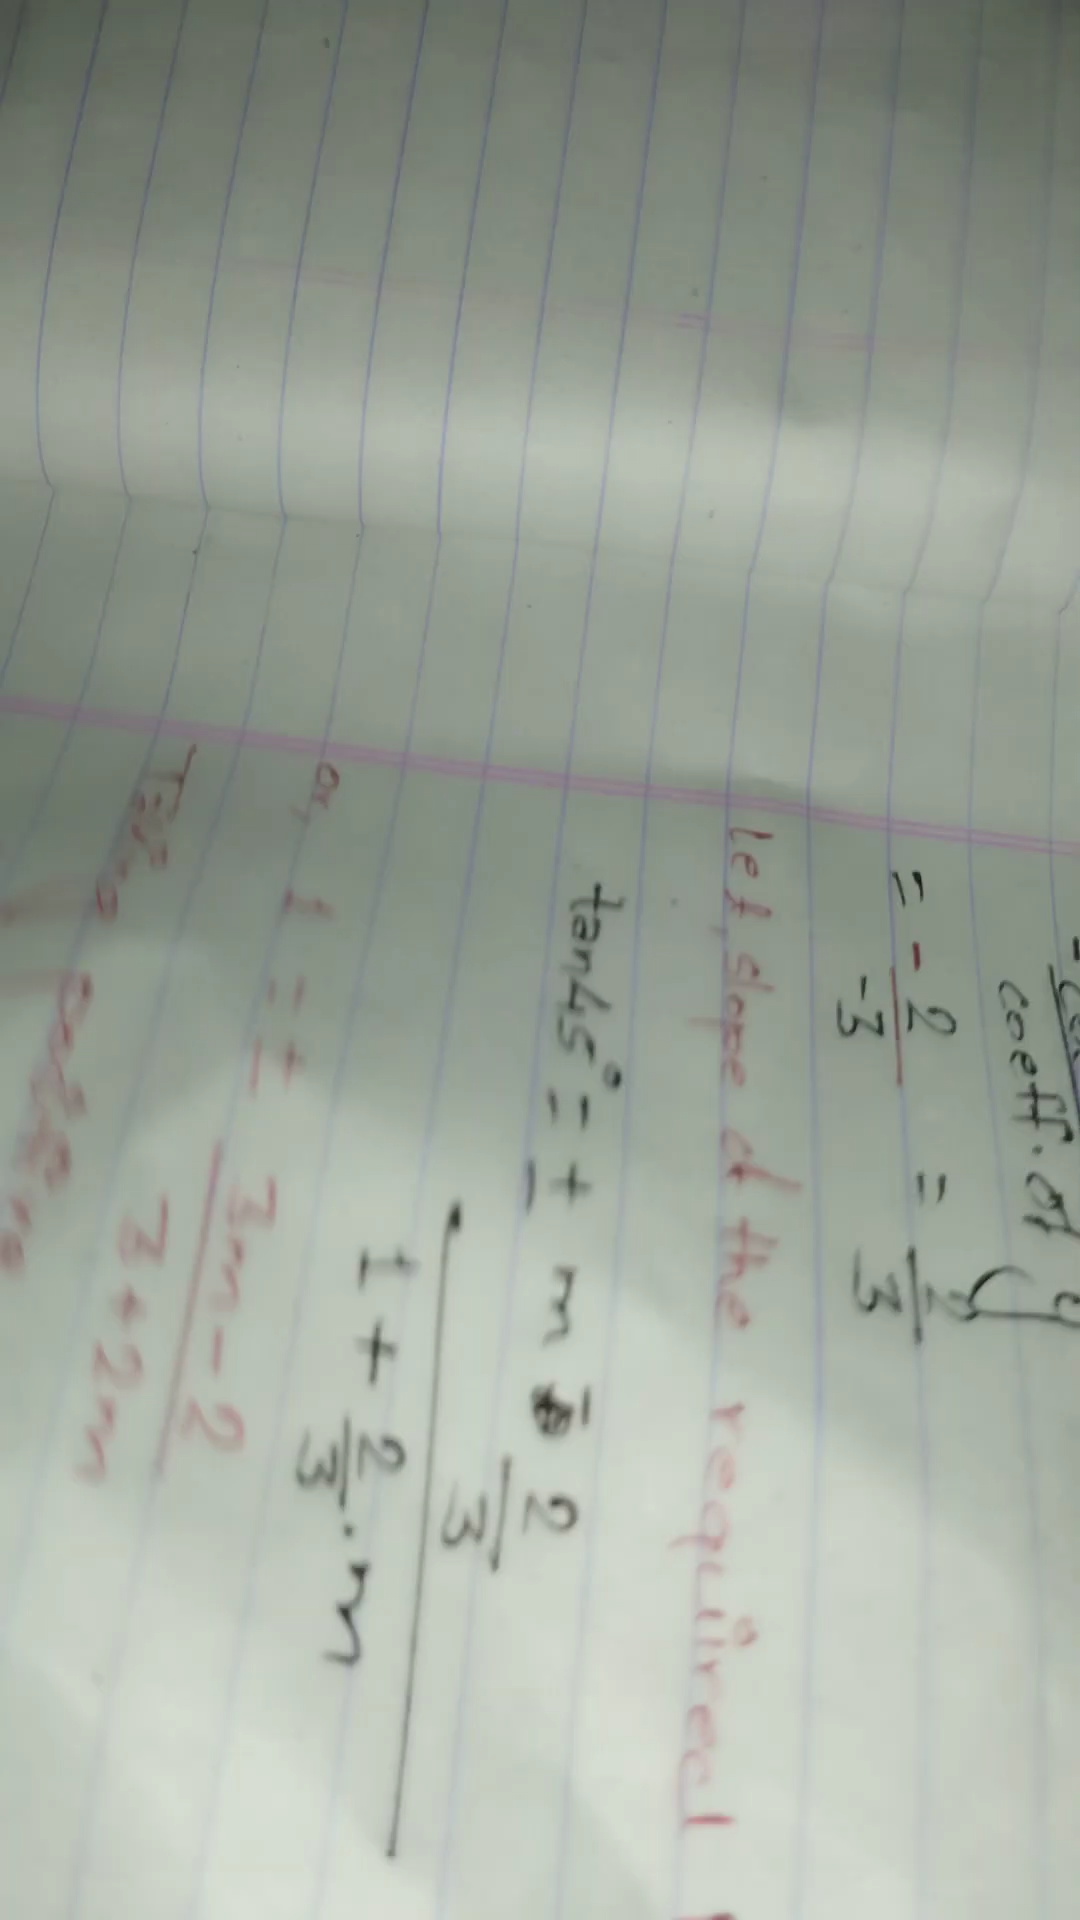 coeff. of y
= - 2/-3 = 2/3
let, slope of the required
tan45° = ± m - 2/3
1 + 2/3 . m
or, 1 = ± 3m - 2
3 + 2m